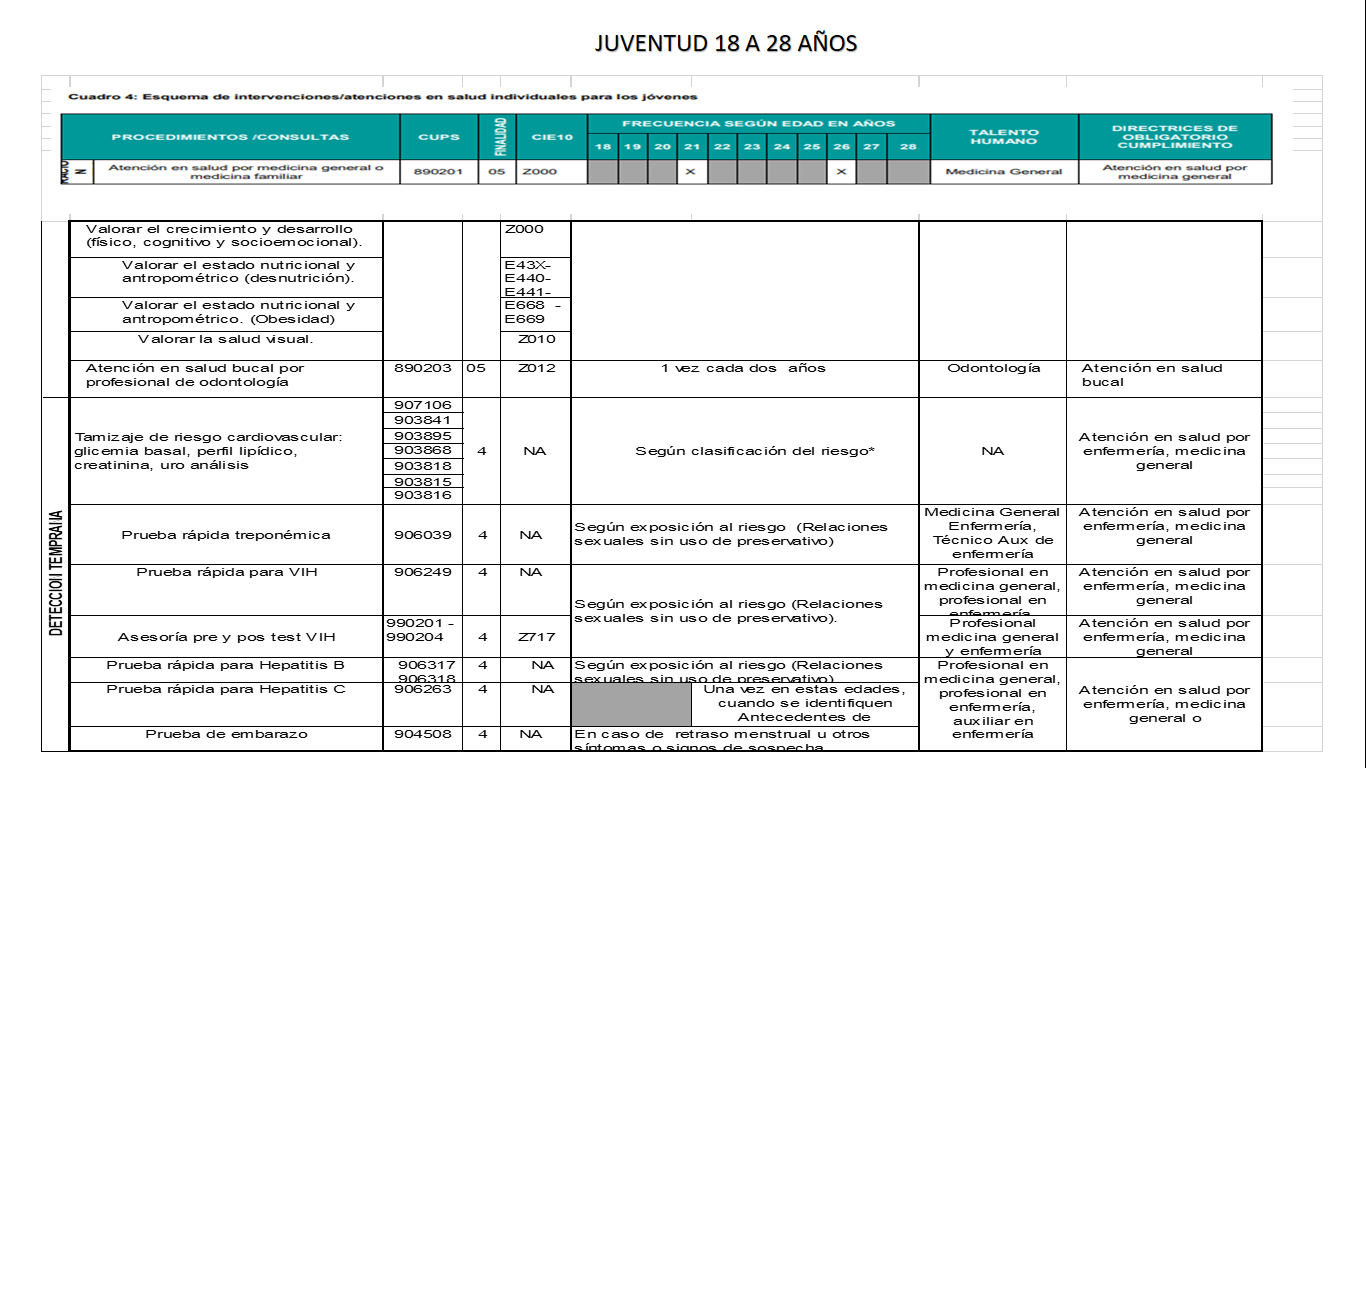 JUVENTUD 18 A 28 AÑOS
Cuadro 4: Esquema de intervenciones/atenciones en salud individuales para los jóvenes
PROCEDIMIENTOS /CONSULTAS
CUPS
FINALIDAD
CIE10
FRECUENCIA SEGÚN EDAD EN AÑOS
18 19 20 21 22 23 24 25 26 27 28
TALENTO
HUMANO
DIRECTRICES DE
OBLIGATORIO
CUMPLIMIENTO
Atención en salud por medicina general o
medicina familiar
890201
05
Z000
X
X
Medicina General
Atención en salud por
medicina general
Valorar el crecimiento y desarrollo
(físico, cognitivo y socioemocional).
Z000
Valorar el estado nutricional y
antropométrico (desnutrición).
E43X-
E440-
E441-
Valorar el estado nutricional y
antropométrico. (Obesidad)
E668 -
E669
Valorar la salud visual.
Z010
Atención en salud bucal por
profesional de odontología
890203
05
Z012
1 vez cada dos años
Odontología
Atención en salud
bucal
DETECCION TEMPRANA
Tamizaje de riesgo cardiovascular:
glicemia basal, perfil lipídico,
creatinina, uro análisis
907106
903841
903895
903868
903818
903815
903816
4
NA
Según clasificación del riesgo*
NA
Atención en salud por
enfermería, medicina
general
Prueba rápida treponémica
906039
4
NA
Según exposición al riesgo (Relaciones
sexuales sin uso de preservativo)
Medicina General
Enfermería,
Técnico Aux de
enfermería
Atención en salud por
enfermería, medicina
general
Prueba rápida para VIH
906249
4
NA
Según exposición al riesgo (Relaciones
sexuales sin uso de preservativo).
Profesional en
medicina general,
profesional en
enfermería
Atención en salud por
enfermería, medicina
general
Asesoría pre y pos test VIH
990201 -
990204
4
Z717
Profesional
medicina general
y enfermería
Atención en salud por
enfermería, medicina
general
Prueba rápida para Hepatitis B
906317
906318
4
NA
Según exposición al riesgo (Relaciones
sexuales sin uso de preservativo)
Profesional en
medicina general,
profesional en
enfermería,
auxiliar en
enfermería
Atención en salud por
enfermería, medicina
general o
Prueba rápida para Hepatitis C
906263
4
NA
Una vez en estas edades,
cuando se identifiquen
Antecedentes de
Prueba de embarazo
904508
4
NA
En caso de retraso menstrual u otros
síntomas o signos de sospecha